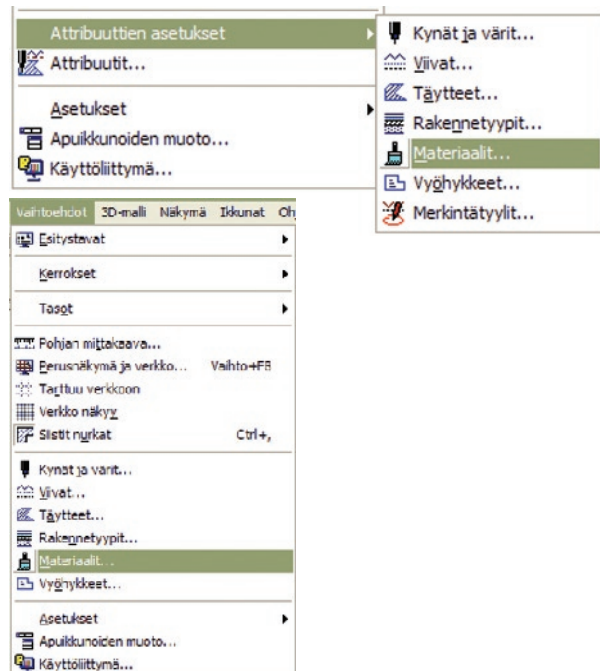 Attribuuttien asetukset
Attribuutit...
Asetukset
Apuikkunoiden muoto...
Käyttöliittymä...
Kynät ja värit...
Viivat...
Täytteet...
Rakennetyypit...
Materiaalit...
Vyöhykkeet...
Merkintätyylit...
Vaihtoehdot 3D-malli Näkymä Ikkunat Oh
Esitystavat
Kerrokset
Tasot
Pohjan mittakaava...
Perusnäkymä ja verkko... Vaihto+F8
Tarttuu verkkoon
Verkko näkyy
Siistit nurkat Ctrl+,
Kynät ja värit...
Viivat...
Täytteet...
Rakennetyypit...
Materiaalit...
Vyöhykkeet...
Asetukset
Apuikkunoiden muoto...
Käyttöliittymä...